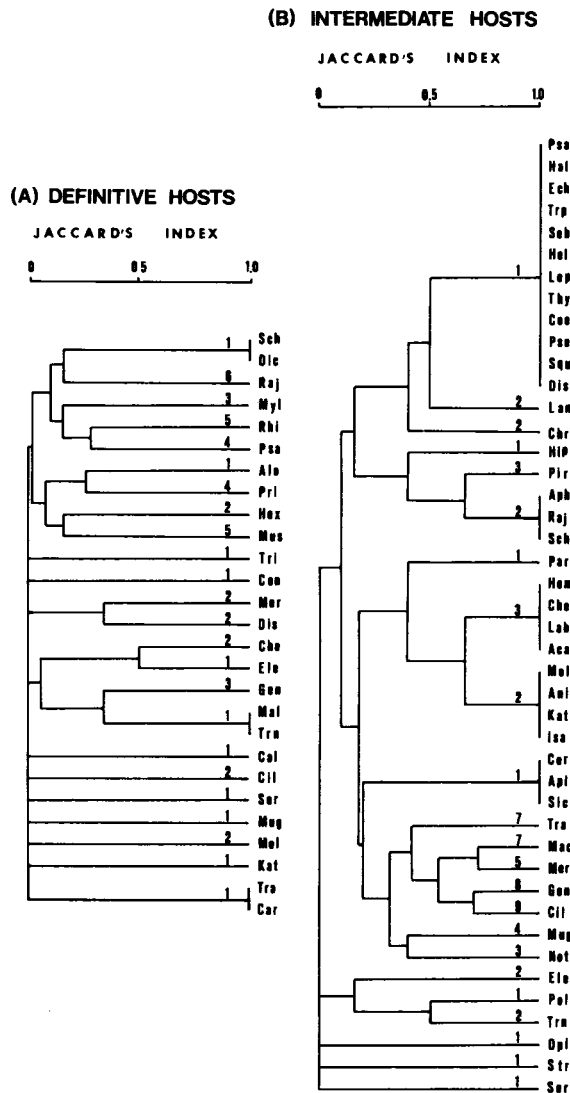 (B) INTERMEDIATE HOSTS
JACCARD'S INDEX
0 0.5 1.0
Psa
Hal
Ech
Trp
Seb
Hel
1 Lep
Thy
Coe
Pse
Squ
Dis
2 Lam
2 Chr
1 HIP
3 Pir
Aph
2 Raj
Sch
1 Par
Hem
Che
3 Lab
Aca
Mel
Ani
2 Kat
Isa
Cer
1 Apl
Sic
7 Tra
7 Mac
5 Mer
6 Gen
9 Cil
4 Mug
3 Not
2 Ele
1 Pol
2 Trn
1 Opi
1 Str
1 Ser
(A) DEFINITIVE HOSTS
JACCARD'S INDEX
0 0.5 1.0
1 Sch
Dic
6 Raj
3 Myl
5 Rhi
4 Psa
1 Alo
4 Pri
2 Hex
5 Mus
1 Tri
1 Con
2 Mer
2 Dis
2 Che
1 Ele
3 Gen
Mal
1 Trn
1 Cal
2 Cil
1 Ser
1 Mug
2 Mel
1 Kat
1 Tra
Car